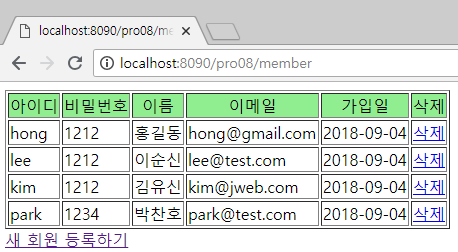 localhost:8090/pro08/me
localhost:8090/pro08/member
아이디 비밀번호 이름 이메일 가입일 삭제
hong 1212 홍길동 hong@gmail.com 2018-09-04 삭제
lee 1212 이순신 lee@test.com 2018-09-04 삭제
kim 1212 김유신 kim@jweb.com 2018-09-04 삭제
park 1234 박찬호 park@test.com 2018-09-04 삭제
새 회원 등록하기